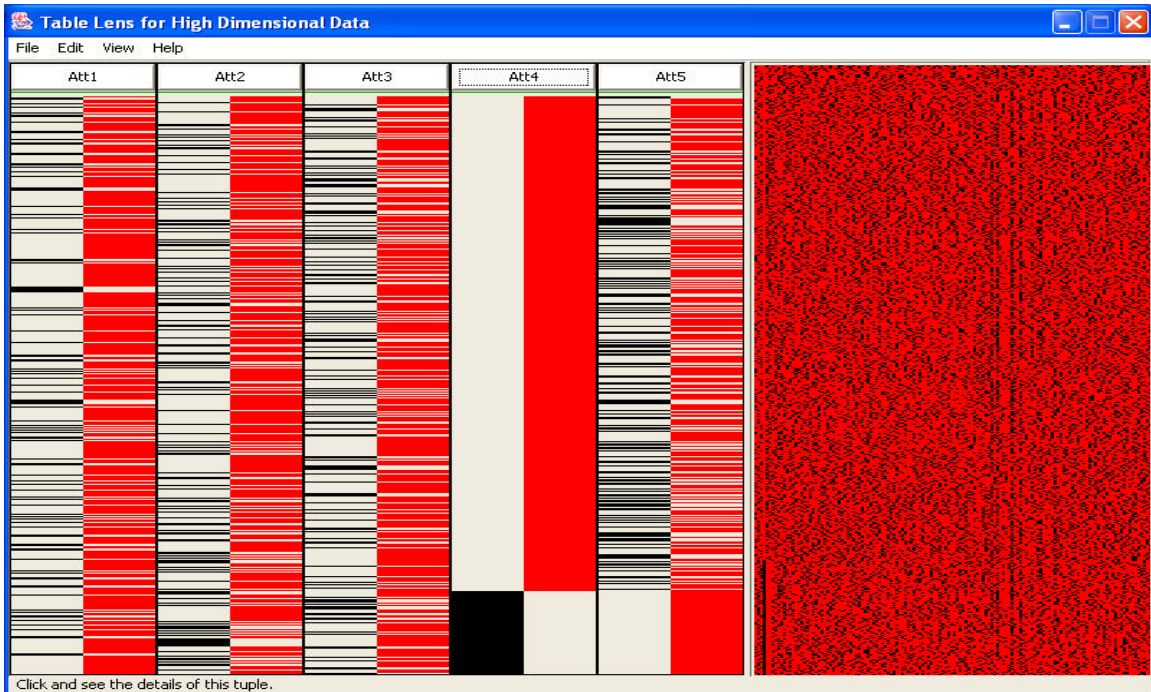 Table Lens for High Dimensional Data
File Edit View Help
Att1 Att2 Att3 Att4 Att5
Click and see the details of this tuple.